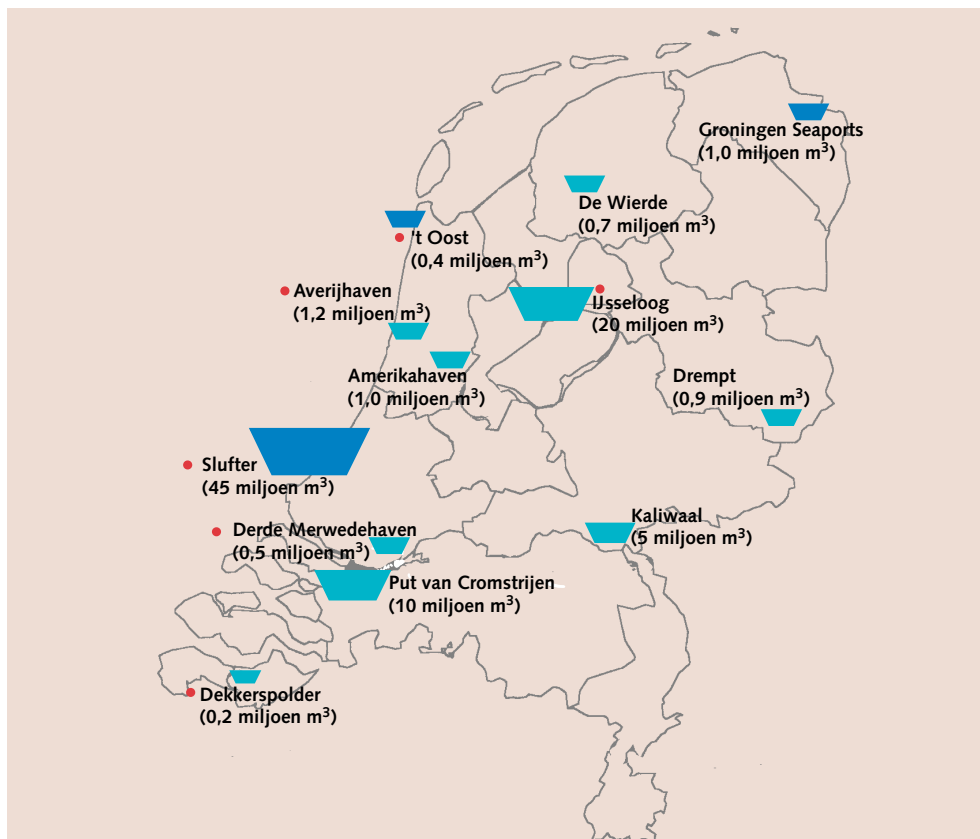 Groningen Seaports
(1,0 miljoen m³)
De Wierde
(0,7 miljoen m³)
't Oost
(0,4 miljoen m³)
Averijhaven
(1,2 miljoen m³)
IJsseloog
(20 miljoen m³)
Amerikahaven
(1,0 miljoen m³)
Drempt
(0,9 miljoen m³)
Slufter
(45 miljoen m³)
Kaliwaal
(5 miljoen m³)
Derde Merwedehaven
(0,5 miljoen m³)
Put van Cromstrijen
(10 miljoen m³)
Dekkerspolder
(0,2 miljoen m³)